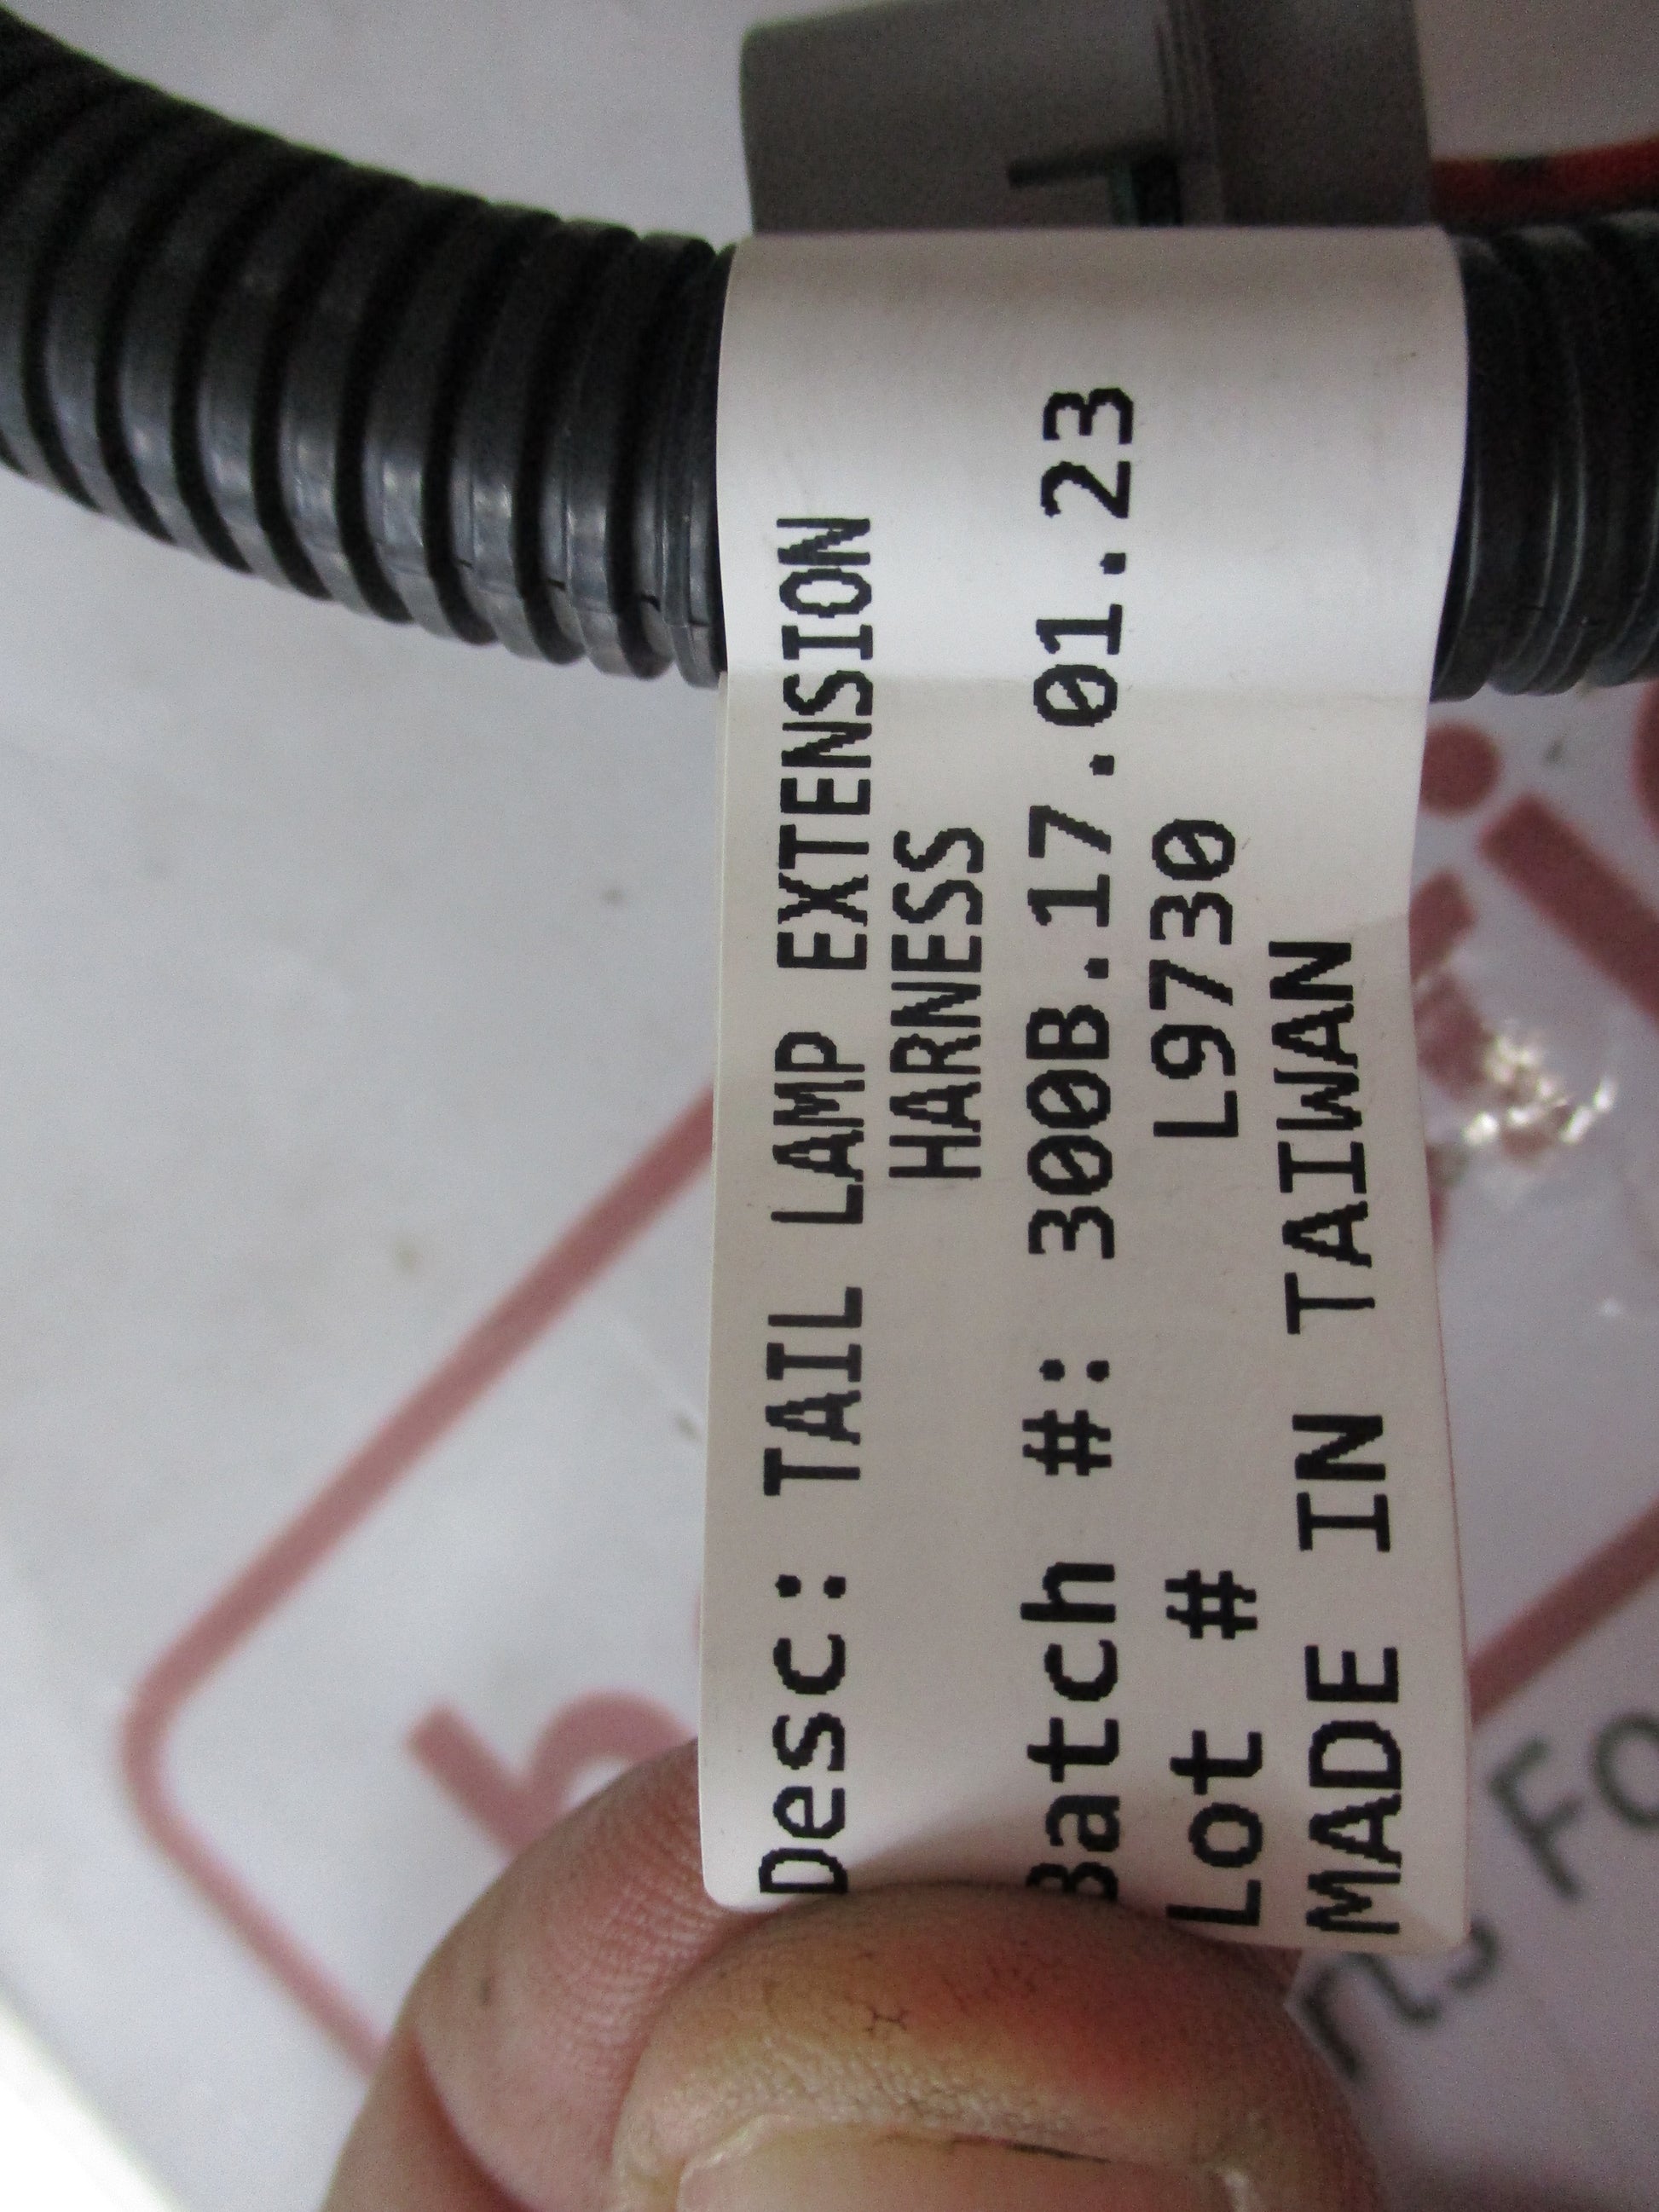 Desc: TAIL LAMP EXTENSION
HARNESS
Batch #: 300B.17.01.23
Lot # L9730
MADE IN TAIWAN